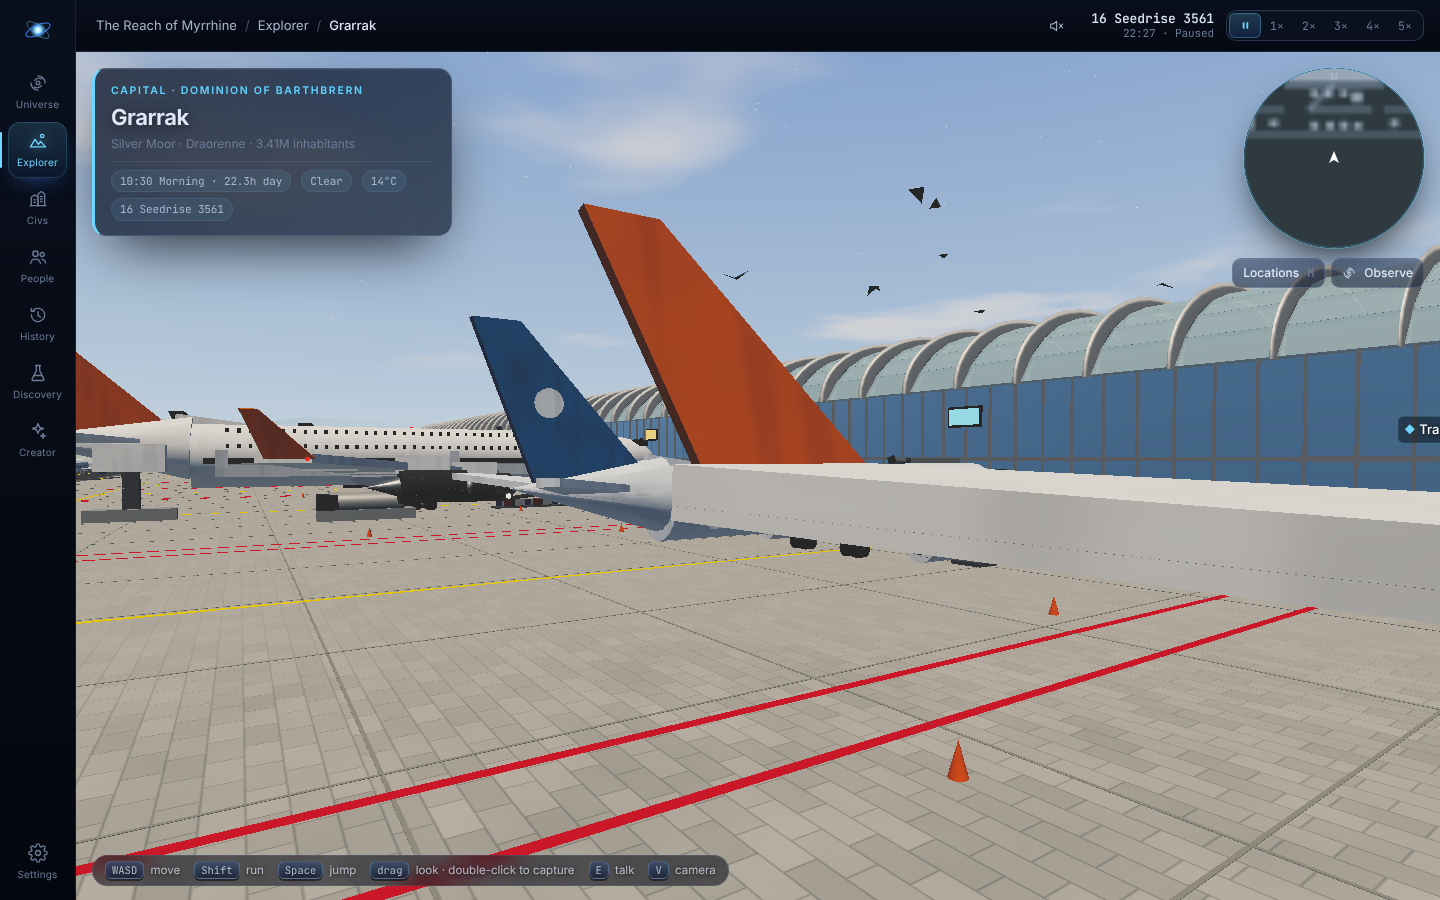 The Reach of Myrrhine / Explorer / Grarrak
16 Seedrise 3561
22:27 · Paused
1×
2×
3×
4×
5×
Universe
Explorer
Civs
People
History
Discovery
Creator
Settings
CAPITAL · DOMINION OF BARTHBRERN
Grarrak
Silver Moor · Draorenne · 3.41M inhabitants
10:30 Morning · 22.3h day
Clear
14°C
16 Seedrise 3561
N
Locations M
Observe
WASD move
Shift run
Space jump
drag look · double-click to capture
E talk
V camera